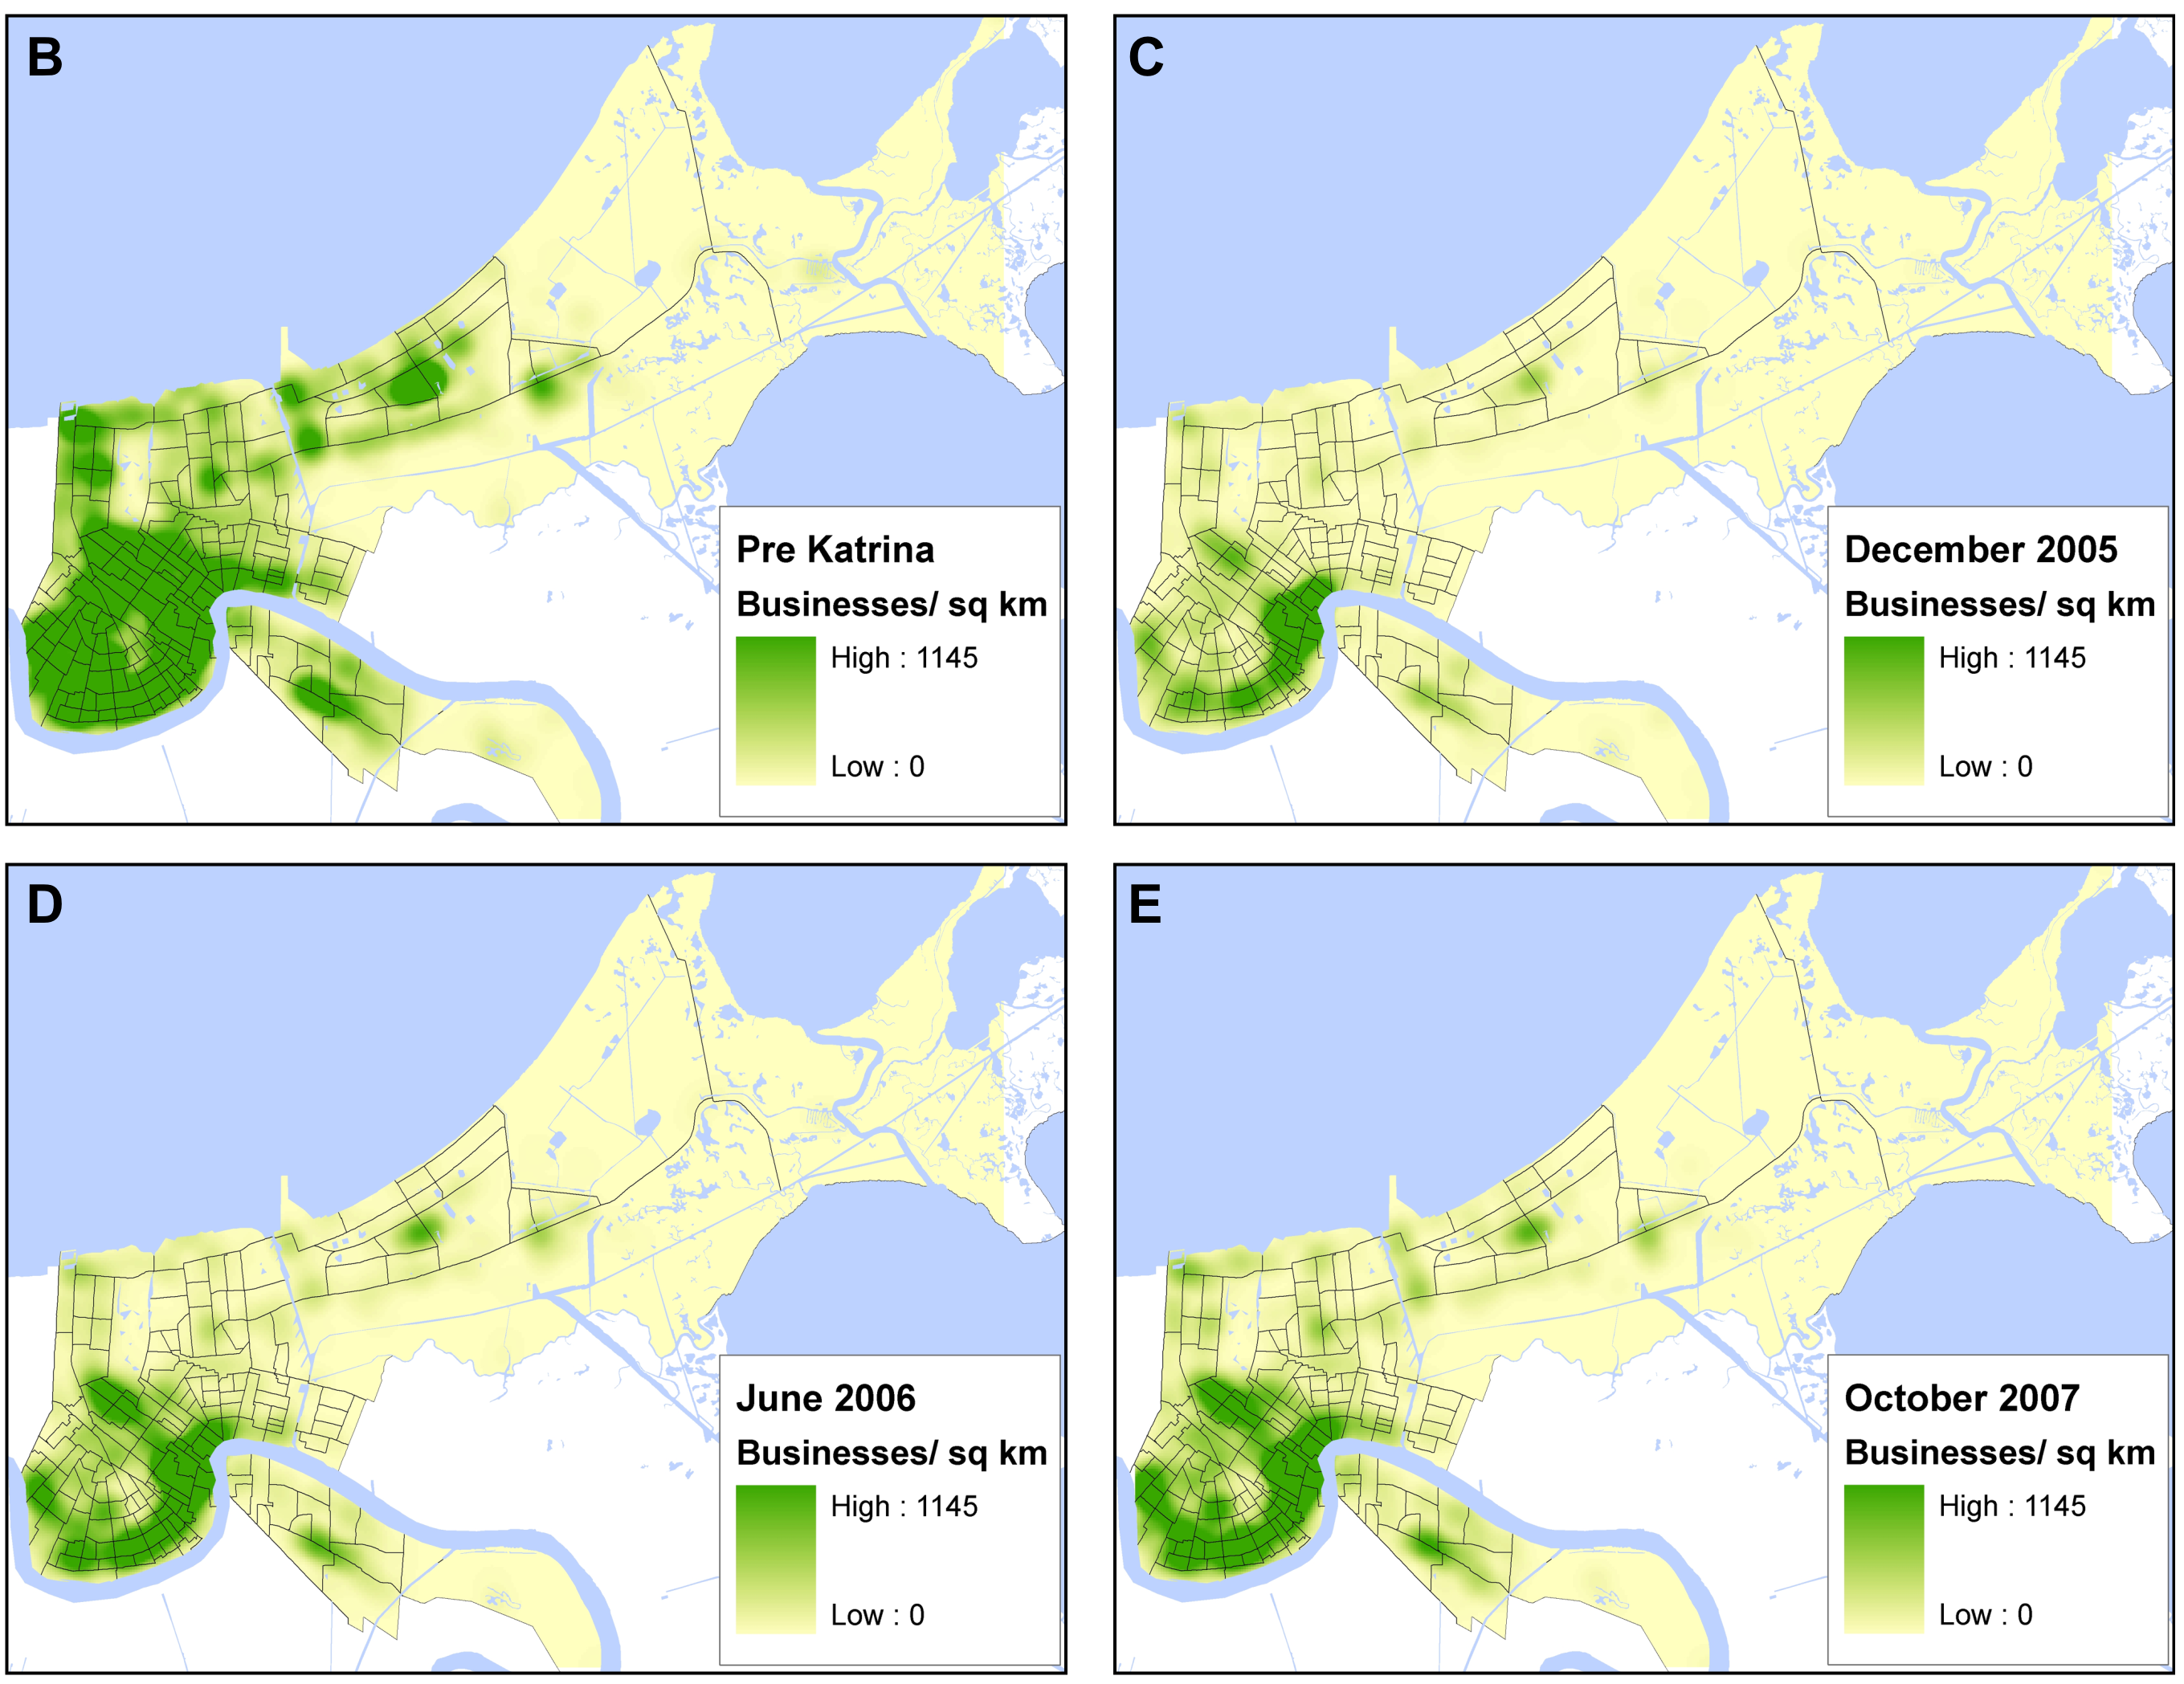 B
Pre Katrina
Businesses/ sq km
High : 1145
Low : 0
C
December 2005
Businesses/ sq km
High : 1145
Low : 0
D
June 2006
Businesses/ sq km
High : 1145
Low : 0
E
October 2007
Businesses/ sq km
High : 1145
Low : 0